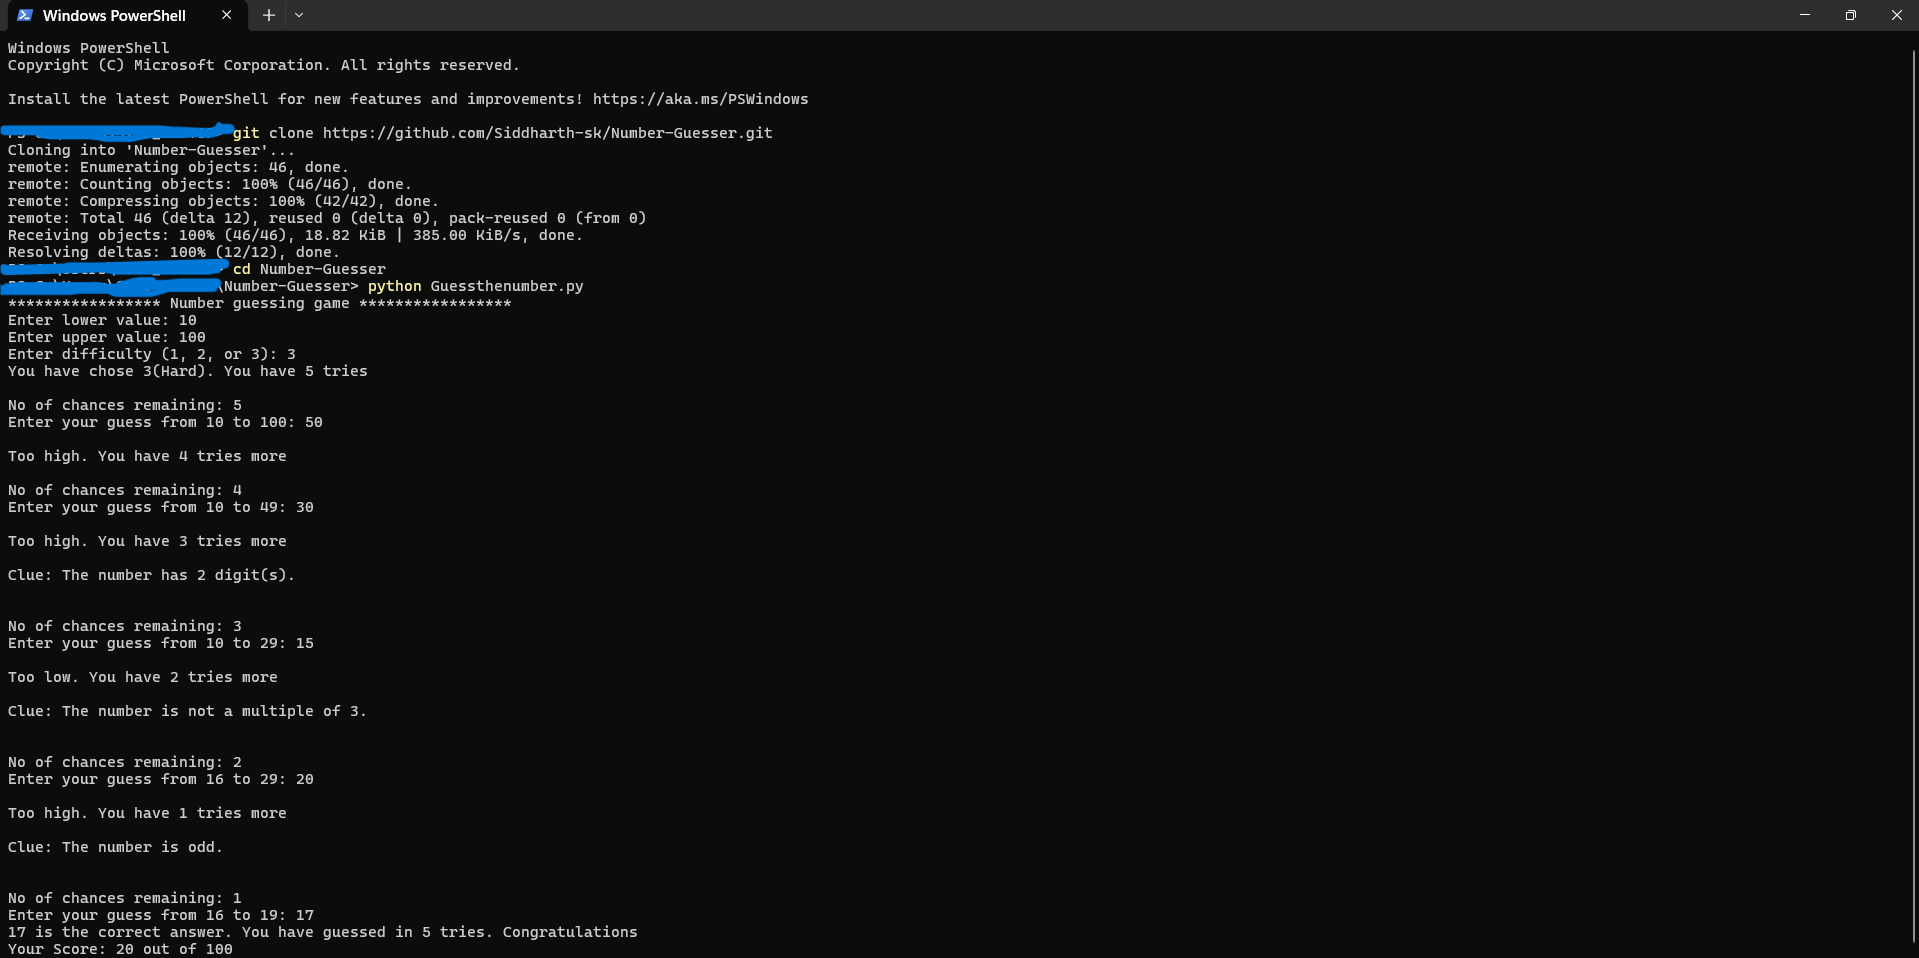 Windows PowerShell
Windows PowerShell
Copyright (C) Microsoft Corporation. All rights reserved.
Install the latest PowerShell for new features and improvements! https://aka.ms/PSWindows
git clone https://github.com/Siddharth-sk/Number-Guesser.git
Cloning into 'Number-Guesser'...
remote: Enumerating objects: 46, done.
remote: Counting objects: 100% (46/46), done.
remote: Compressing objects: 100% (42/42), done.
remote: Total 46 (delta 12), reused 0 (delta 0), pack-reused 0 (from 0)
Receiving objects: 100% (46/46), 18.82 KiB | 385.00 KiB/s, done.
Resolving deltas: 100% (12/12), done.
cd Number-Guesser
\Number-Guesser> python Guessthenumber.py
***************** Number guessing game *****************
Enter lower value: 10
Enter upper value: 100
Enter difficulty (1, 2, or 3): 3
You have chose 3(Hard). You have 5 tries
No of chances remaining: 5
Enter your guess from 10 to 100: 50
Too high. You have 4 tries more
No of chances remaining: 4
Enter your guess from 10 to 49: 30
Too high. You have 3 tries more
Clue: The number has 2 digit(s).
No of chances remaining: 3
Enter your guess from 10 to 29: 15
Too low. You have 2 tries more
Clue: The number is not a multiple of 3.
No of chances remaining: 2
Enter your guess from 16 to 29: 20
Too high. You have 1 tries more
Clue: The number is odd.
No of chances remaining: 1
Enter your guess from 16 to 19: 17
17 is the correct answer. You have guessed in 5 tries. Congratulations
Your Score: 20 out of 100